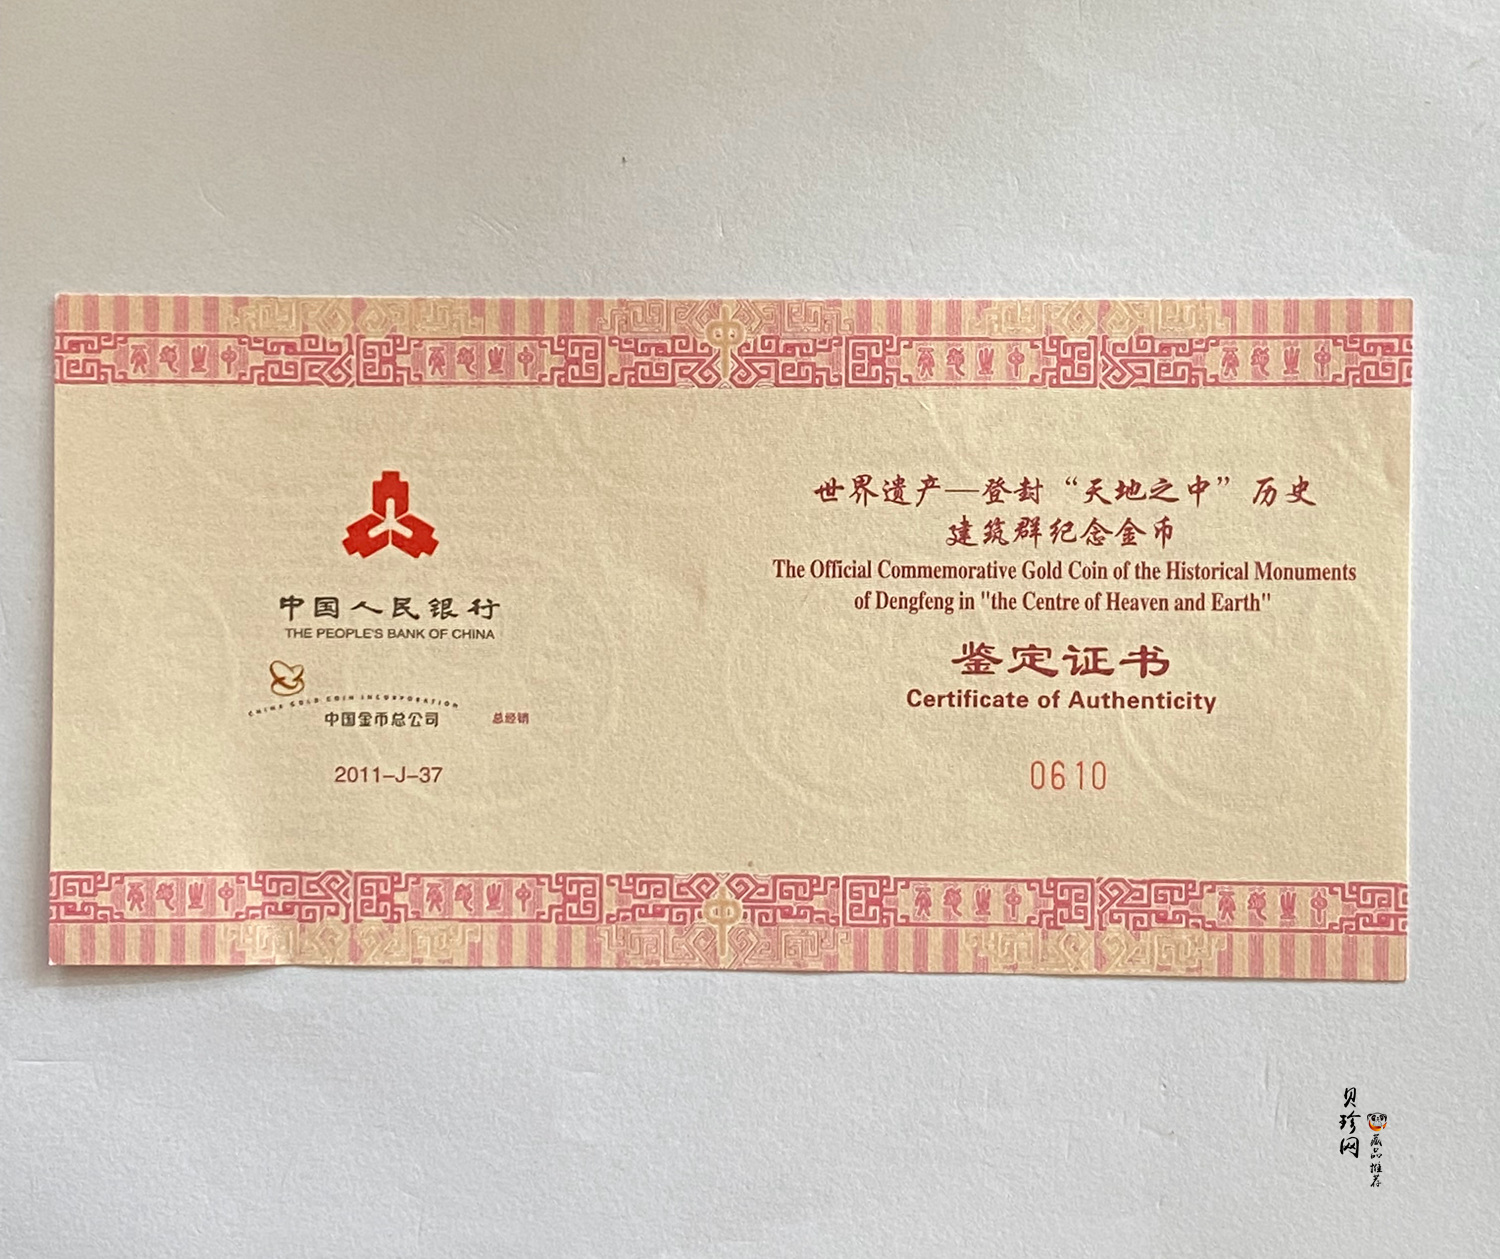 中国人民银行
THE PEOPLE'S BANK OF CHINA
CHINA GOLD COIN INCORPORATION
中国金币总公司 总经销
2011-J-37
世界遗产—登封“天地之中”历史
建筑群纪念金币
The Official Commemorative Gold Coin of the Historical Monuments
of Dengfeng in "the Centre of Heaven and Earth"
鉴定证书
Certificate of Authenticity
0610
贝珍网
藏品推荐